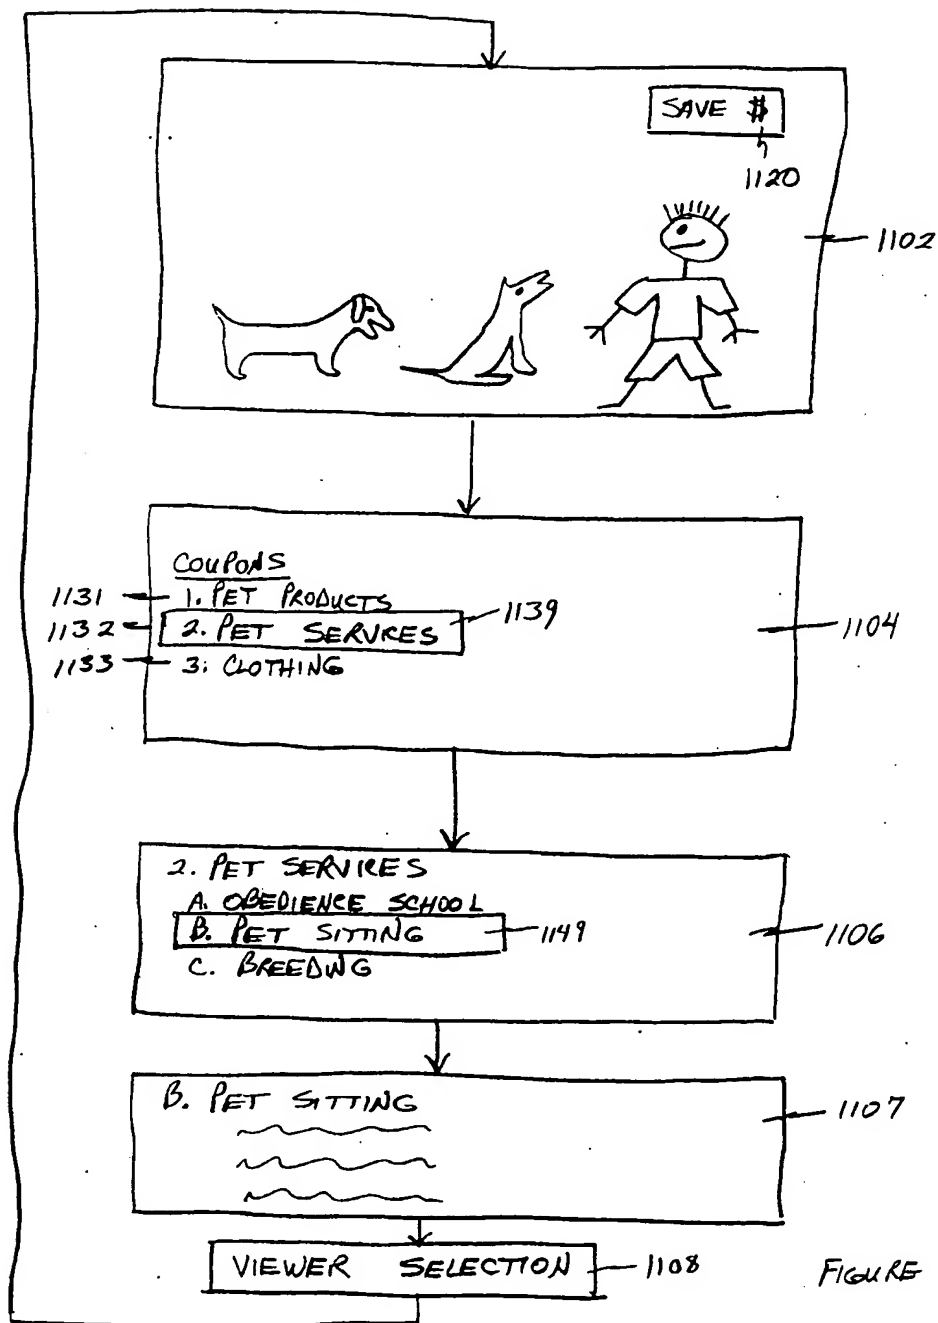 SAVE $
1120
1102
COUPONS
1131 1. PET PRODUCTS
1132 2. PET SERVICES 1139
1133 3. CLOTHING
1104
2. PET SERVICES
A. OBEDIENCE SCHOOL
B. PET SITTING 1149
C. BREEDING
1106
B. PET SITTING
1107
VIEWER SELECTION 1108
FIGURE